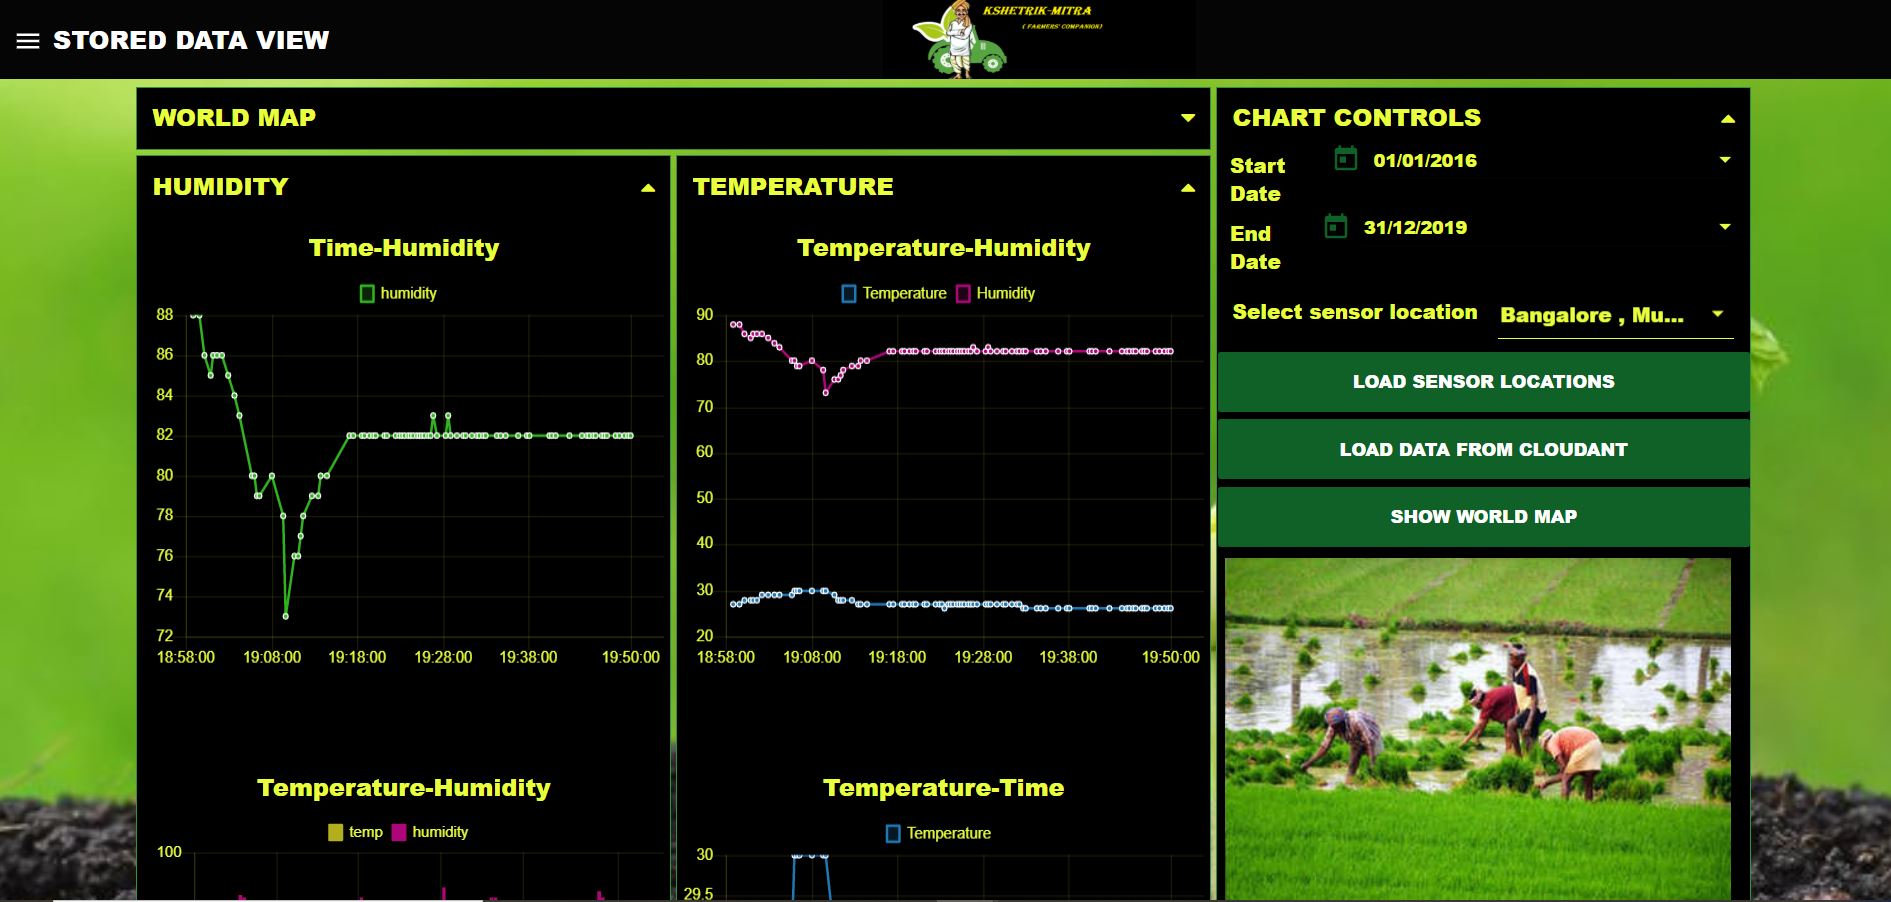 STORED DATA VIEW
KSHETRIK-MITRA
( FARMERS' COMPANION)
WORLD MAP
HUMIDITY
Time-Humidity
humidity
88
86
84
82
80
78
76
74
72
18:58:00 19:08:00 19:18:00 19:28:00 19:38:00 19:50:00
Temperature-Humidity
temp humidity
100
TEMPERATURE
Temperature-Humidity
Temperature Humidity
90
80
70
60
50
40
30
20
18:58:00 19:08:00 19:18:00 19:28:00 19:38:00 19:50:00
Temperature-Time
Temperature
30
29.5
CHART CONTROLS
Start
Date
01/01/2016
End
Date
31/12/2019
Select sensor location Bangalore , Mu...
LOAD SENSOR LOCATIONS
LOAD DATA FROM CLOUDANT
SHOW WORLD MAP